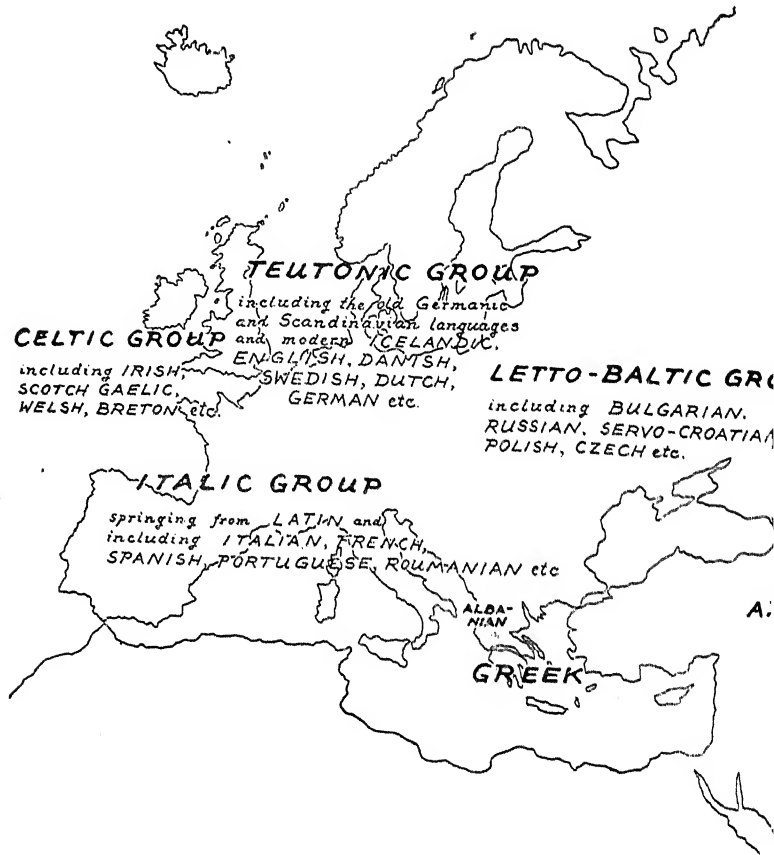 TEUTONIC GROUP
including the old Germanic
and Scandinavian languages
and modern ICELANDIC,
ENGLISH, DANISH,
SWEDISH, DUTCH,
GERMAN etc.
CELTIC GROUP
including IRISH,
SCOTCH GAELIC,
WELSH, BRETON etc.
LETTO-BALTIC GRO
including BULGARIAN.
RUSSIAN. SERVO-CROATIAN
POLISH, CZECH etc.
ITALIC GROUP
springing from LATIN and
including ITALIAN, FRENCH,
SPANISH, PORTUGUESE, ROUMANIAN etc
ALBA-
NIAN
GREEK